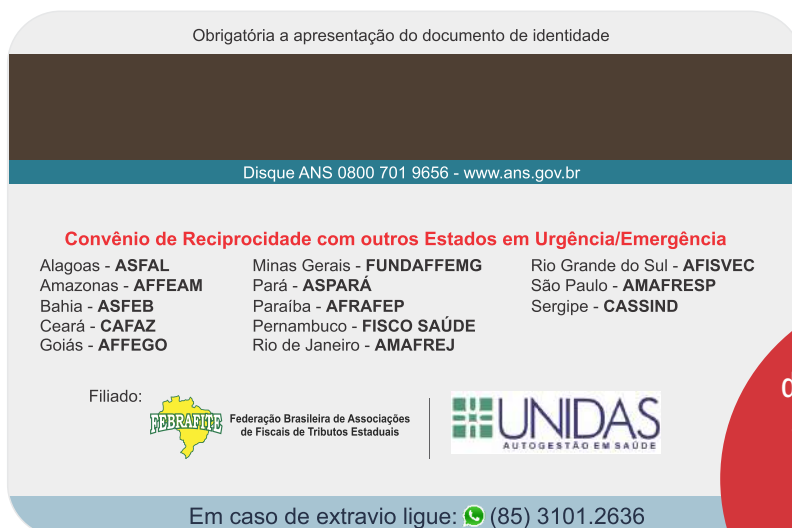 Obrigatória a apresentação do documento de identidade
Disque ANS 0800 701 9656 - www.ans.gov.br
Convênio de Reciprocidade com outros Estados em Urgência/Emergência
Alagoas - ASFAL
Amazonas - AFFEAM
Bahia - ASFEB
Ceará - CAFAZ
Goiás - AFFEGO
Minas Gerais - FUNDAFFEMG
Pará - ASPARÁ
Paraíba - AFRAFEP
Pernambuco - FISCO SAÚDE
Rio de Janeiro - AMAFREJ
Rio Grande do Sul - AFISVEC
São Paulo - AMAFRESP
Sergipe - CASSIND
Filiado:
FEBRAFITE
Federação Brasileira de Associações
de Fiscais de Tributos Estaduais
UNIDAS
AUTOGESTÃO EM SAÚDE
d
Em caso de extravio ligue: (85) 3101.2636